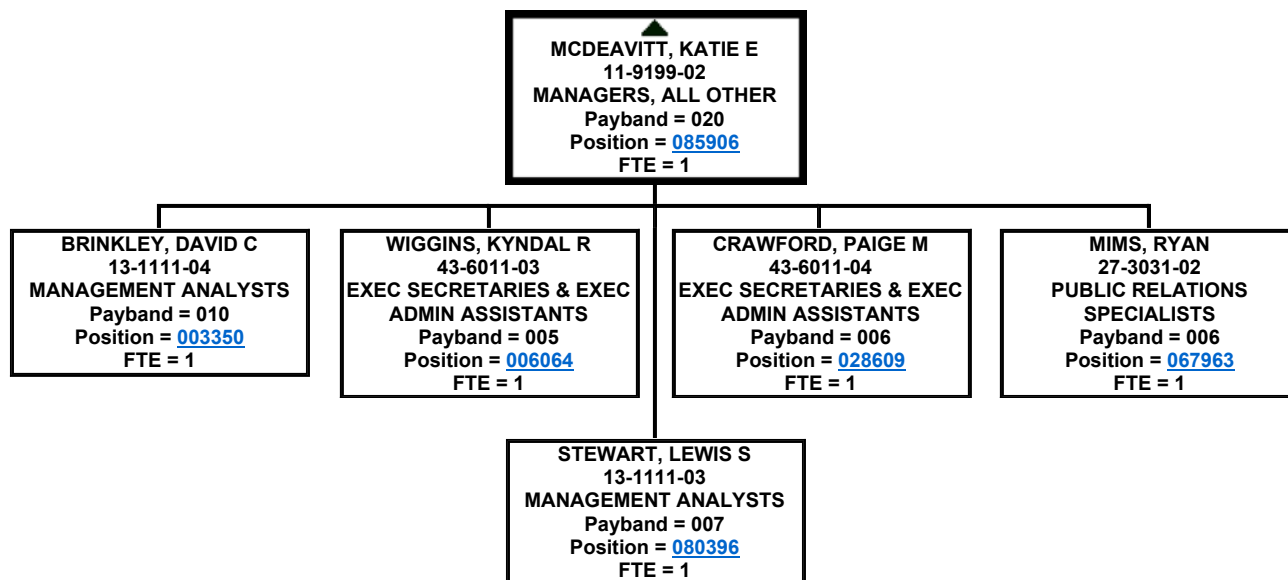 MCDEAVITT, KATIE E
11-9199-02
MANAGERS, ALL OTHER
Payband = 020
Position = 085906
FTE = 1
BRINKLEY, DAVID C
13-1111-04
MANAGEMENT ANALYSTS
Payband = 010
Position = 003350
FTE = 1
WIGGINS, KYNDAL R
43-6011-03
EXEC SECRETARIES & EXEC
ADMIN ASSISTANTS
Payband = 005
Position = 006064
FTE = 1
CRAWFORD, PAIGE M
43-6011-04
EXEC SECRETARIES & EXEC
ADMIN ASSISTANTS
Payband = 006
Position = 028609
FTE = 1
MIMS, RYAN
27-3031-02
PUBLIC RELATIONS
SPECIALISTS
Payband = 006
Position = 067963
FTE = 1
STEWART, LEWIS S
13-1111-03
MANAGEMENT ANALYSTS
Payband = 007
Position = 080396
FTE = 1